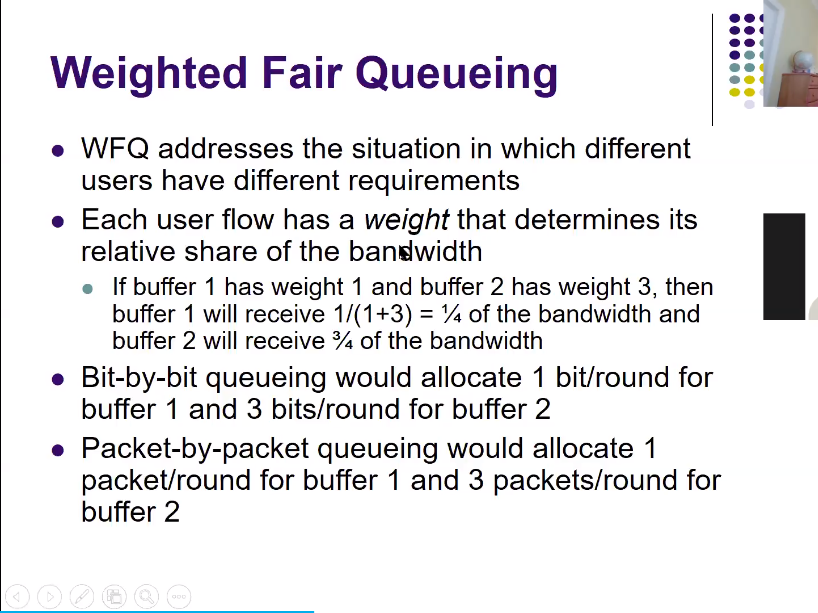 Weighted Fair Queueing
WFQ addresses the situation in which different
users have different requirements
Each user flow has a weight that determines its
relative share of the bandwidth
If buffer 1 has weight 1 and buffer 2 has weight 3, then
buffer 1 will receive 1/(1+3) = ¼ of the bandwidth and
buffer 2 will receive ¾ of the bandwidth
Bit-by-bit queueing would allocate 1 bit/round for
buffer 1 and 3 bits/round for buffer 2
Packet-by-packet queueing would allocate 1
packet/round for buffer 1 and 3 packets/round for
buffer 2